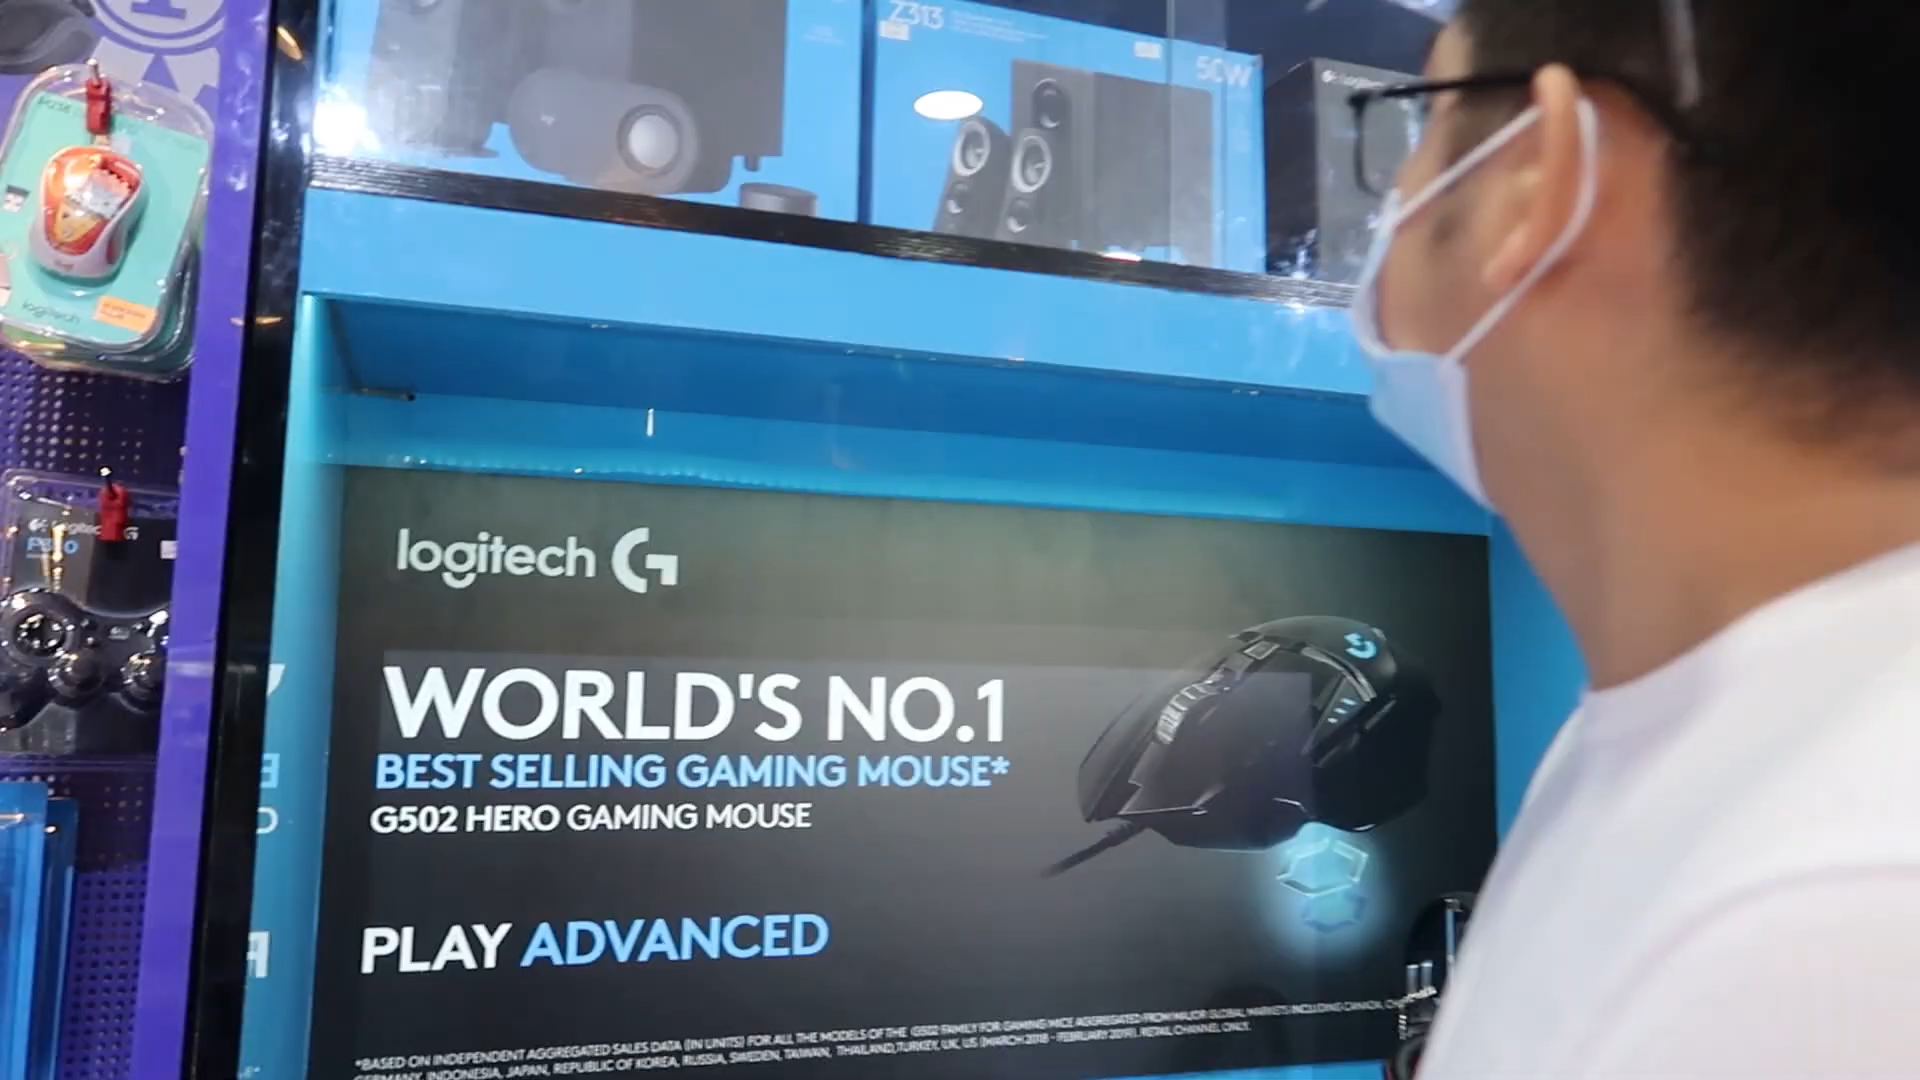 Z313
50W
logitech
logitech
logitech G
WORLD'S NO.1
BEST SELLING GAMING MOUSE*
G502 HERO GAMING MOUSE
PLAY ADVANCED
*BASED ON INDEPENDENT AGGREGATED SALES DATA (IN UNITS) FOR ALL THE MODELS OF THE G502 FAMILY FOR GAMING MICE AGGREGATED FROM MAJOR GLOBAL MARKETS INCLUDING CANADA,
GERMANY, INDONESIA, JAPAN, REPUBLIC OF KOREA, RUSSIA, SWEDEN, TAIWAN, THAILAND, TURKEY, UK, US (MARCH 2018 - FEBRUARY 2019). RETAIL CHANNEL ONLY.